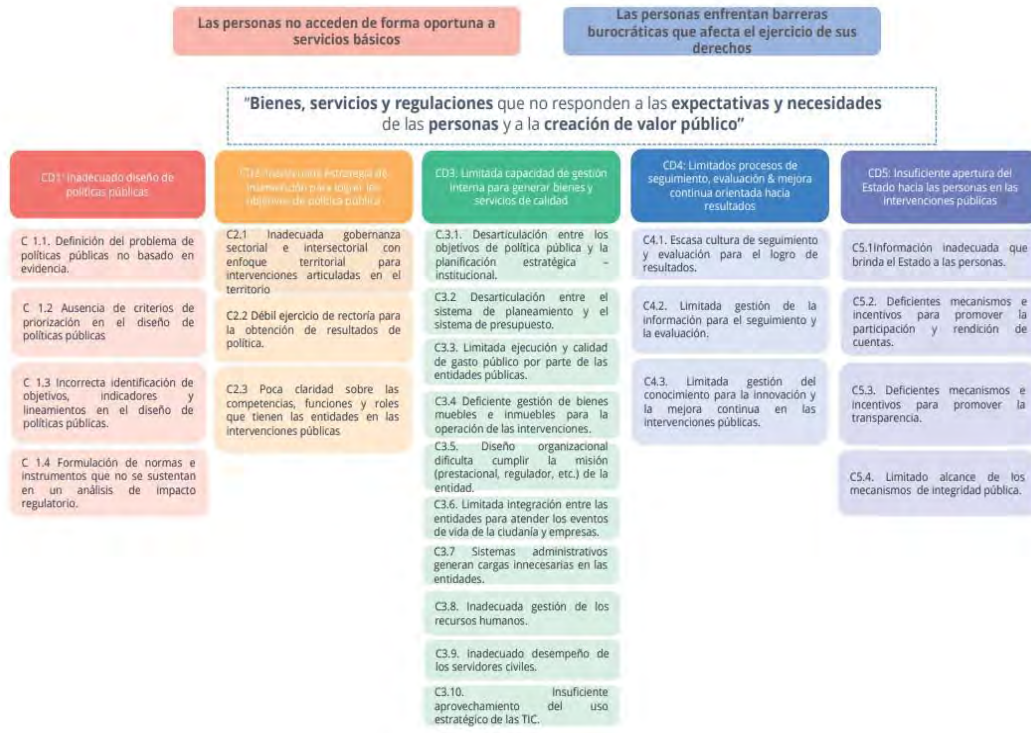 Las personas no acceden de forma oportuna a
servicios básicos
Las personas enfrentan barreras
burocráticas que afecta el ejercicio de sus
derechos
“Bienes, servicios y regulaciones que no responden a las expectativas y necesidades
de las personas y a la creación de valor público”
CD1: Inadecuado diseño de
políticas públicas
C 1.1. Definición del problema de
políticas públicas no basado en
evidencia.
C 1.2 Ausencia de criterios de
priorización en el diseño de
políticas públicas
C 1.3 Incorrecta identificación de
objetivos, indicadores y
lineamientos en el diseño de
políticas públicas.
C 1.4 Formulación de normas e
instrumentos que no se sustentan
en un análisis de impacto
regulatorio.
estrategia de
intervención para lograr los
objetivos de política pública
C2.1 Inadecuada gobernanza
sectorial e intersectorial con
enfoque territorial para
intervenciones articuladas en el
territorio
C2.2 Débil ejercicio de rectoría para
la obtención de resultados de
política.
C2.3 Poca claridad sobre las
competencias, funciones y roles
que tienen las entidades en las
intervenciones públicas
CD3: Limitada capacidad de gestión
interna para generar bienes y
servicios de calidad
C.3.1. Desarticulación entre los
objetivos de política pública y la
planificación estratégica –
institucional.
C3.2 Desarticulación entre el
sistema de planeamiento y el
sistema de presupuesto.
C3.3. Limitada ejecución y calidad
de gasto público por parte de las
entidades públicas.
C3.4 Deficiente gestión de bienes
muebles e inmuebles para la
operación de las intervenciones.
C3.5. Diseño organizacional
dificulta cumplir la misión
(prestacional, regulador, etc.) de la
entidad.
C3.6. Limitada integración entre las
entidades para atender los eventos
de vida de la ciudanía y empresas.
C3.7 Sistemas administrativos
generan cargas innecesarias en las
entidades.
C3.8. Inadecuada gestión de los
recursos humanos.
C3.9. Inadecuado desempeño de
los servidores civiles.
C3.10. Insuficiente
aprovechamiento del uso
estratégico de las TIC.
CD4: Limitados procesos de
seguimiento, evaluación & mejora
continua orientada hacia
resultados
C4.1. Escasa cultura de seguimiento
y evaluación para el logro de
resultados.
C4.2. Limitada gestión de la
información para el seguimiento y
la evaluación.
C4.3. Limitada gestión del
conocimiento para la innovación y
la mejora continua en las
intervenciones públicas.
CD5: Insuficiente apertura del
Estado hacia las personas en las
intervenciones públicas
C5.1Información inadecuada que
brinda el Estado a las personas.
C5.2. Deficientes mecanismos e
incentivos para promover la
participación y rendición de
cuentas.
C5.3. Deficientes mecanismos e
incentivos para promover la
transparencia.
C5.4. Limitado alcance de los
mecanismos de integridad pública.